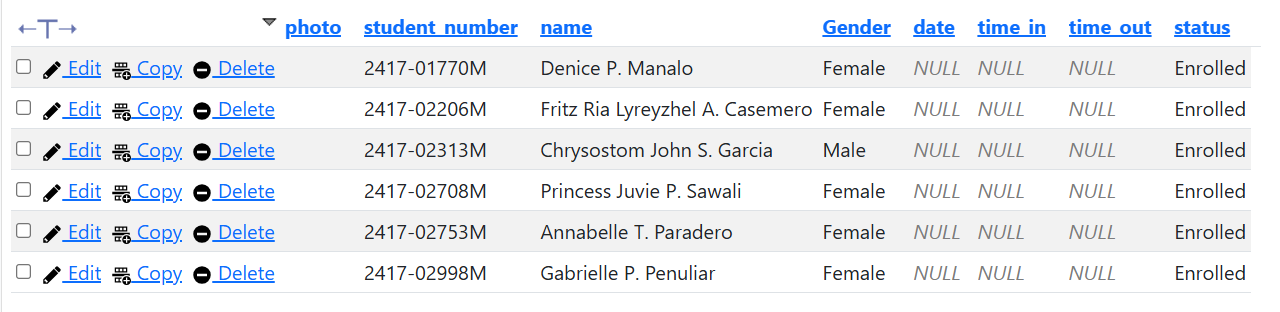 ←T→ photo student_number name Gender date time_in time_out status
Edit Copy Delete 2417-01770M Denice P. Manalo Female NULL NULL NULL Enrolled
Edit Copy Delete 2417-02206M Fritz Ria Lyreyzhel A. Casemero Female NULL NULL NULL Enrolled
Edit Copy Delete 2417-02313M Chrysostom John S. Garcia Male NULL NULL NULL Enrolled
Edit Copy Delete 2417-02708M Princess Juvie P. Sawali Female NULL NULL NULL Enrolled
Edit Copy Delete 2417-02753M Annabelle T. Paradero Female NULL NULL NULL Enrolled
Edit Copy Delete 2417-02998M Gabrielle P. Penuliar Female NULL NULL NULL Enrolled